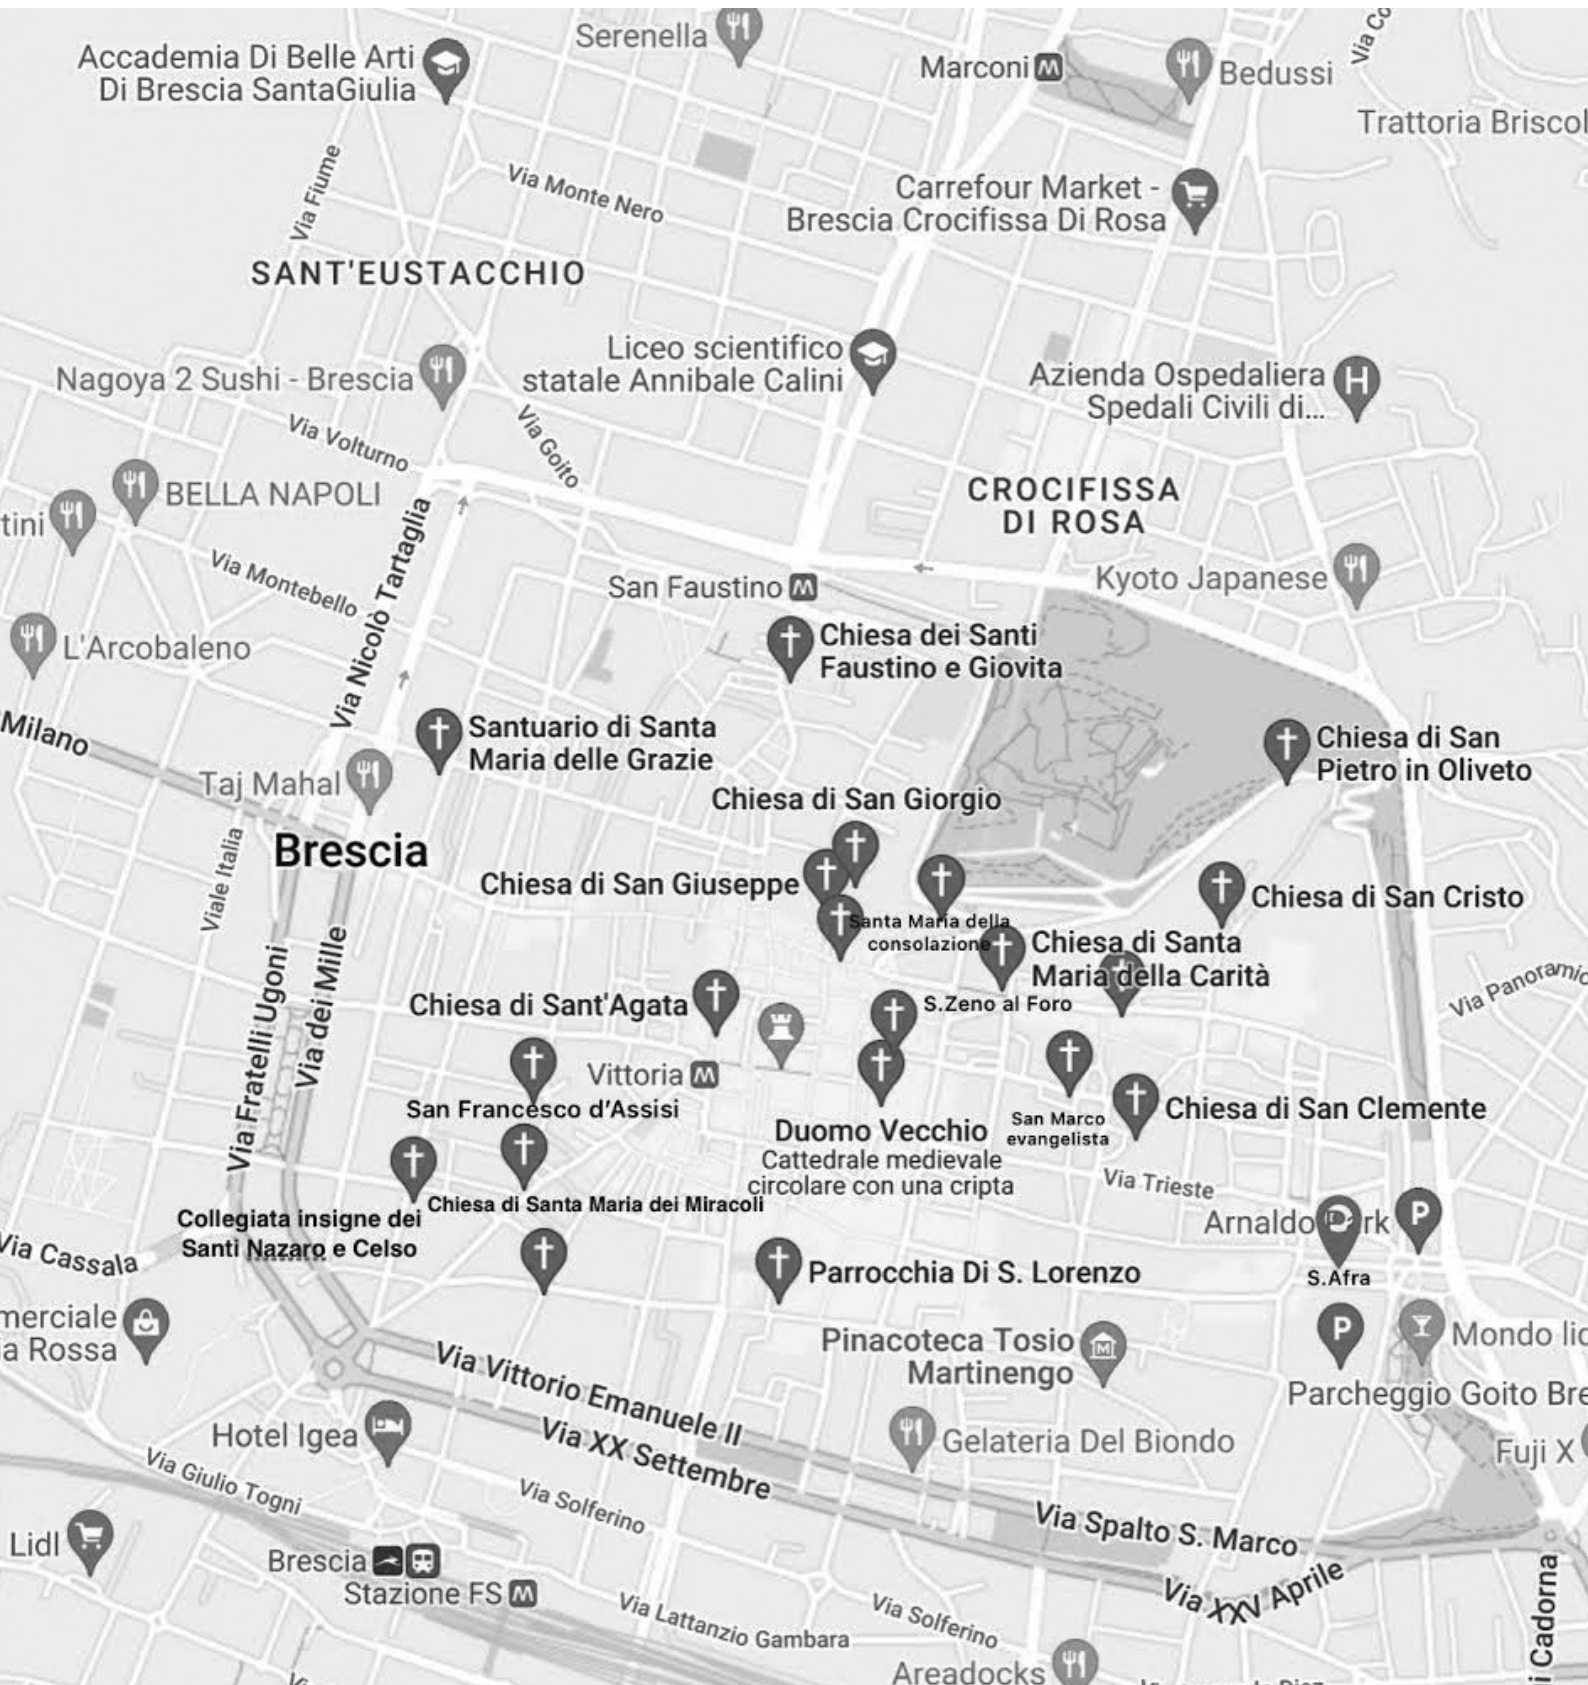 Serenella
Accademia Di Belle Arti
Di Brescia SantaGiulia
Marconi
Bedussi
Via Co
Trattoria Briscol
Via Fiume
Via Monte Nero
Carrefour Market -
Brescia Crocifissa Di Rosa
SANT'EUSTACCHIO
Liceo scientifico
statale Annibale Calini
Nagoya 2 Sushi - Brescia
Azienda Ospedaliera
Spedali Civili di...
H
Via Volturno
Via Goito
BELLA NAPOLI
CROCIFISSA
DI ROSA
tini
Via Nicolò Tartaglia
Via Montebello
San Faustino
Kyoto Japanese
L'Arcobaleno
Chiesa dei Santi
Faustino e Giovita
Milano
Santuario di Santa
Maria delle Grazie
Chiesa di San
Pietro in Oliveto
Taj Mahal
Chiesa di San Giorgio
Brescia
Viale Italia
Chiesa di San Giuseppe
Chiesa di San Cristo
Santa Maria della
consolazione
Chiesa di Santa
Maria della Carità
Via Fratelli Ugoni
Via dei Mille
Via Panoramic
Chiesa di Sant'Agata
S.Zeno al Foro
Vittoria
San Francesco d'Assisi
San Marco
evangelista
Chiesa di San Clemente
Duomo Vecchio
Cattedrale medievale
circolare con una cripta
Via Trieste
Chiesa di Santa Maria dei Miracoli
Collegiata insigne dei
Santi Nazaro e Celso
Arnaldo Park
P
Via Cassala
Parrocchia Di S. Lorenzo
S.Afra
merciale
a Rossa
Pinacoteca Tosio
Martinengo
P
Mondo liq
Via Vittorio Emanuele II
Parcheggio Goito Bre
Hotel Igea
Via XX Settembre
Gelateria Del Biondo
Fuji X
Via Giulio Togni
Via Solferino
Via Spalto S. Marco
Lidl
Brescia
Stazione FS
Via XXV Aprile
Via Lattanzio Gambara
Via Solferino
i Cadorna
Areadocks